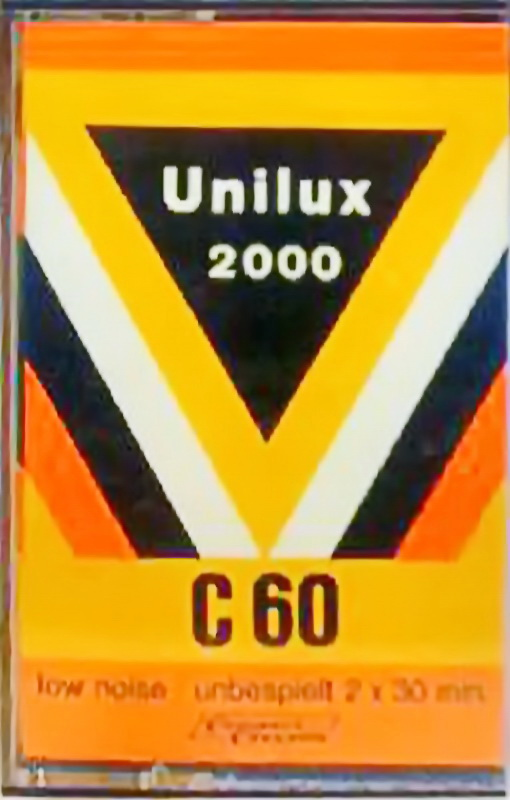 Unilux
2000
C 60
low noise unbespielt 2 x 30 min.